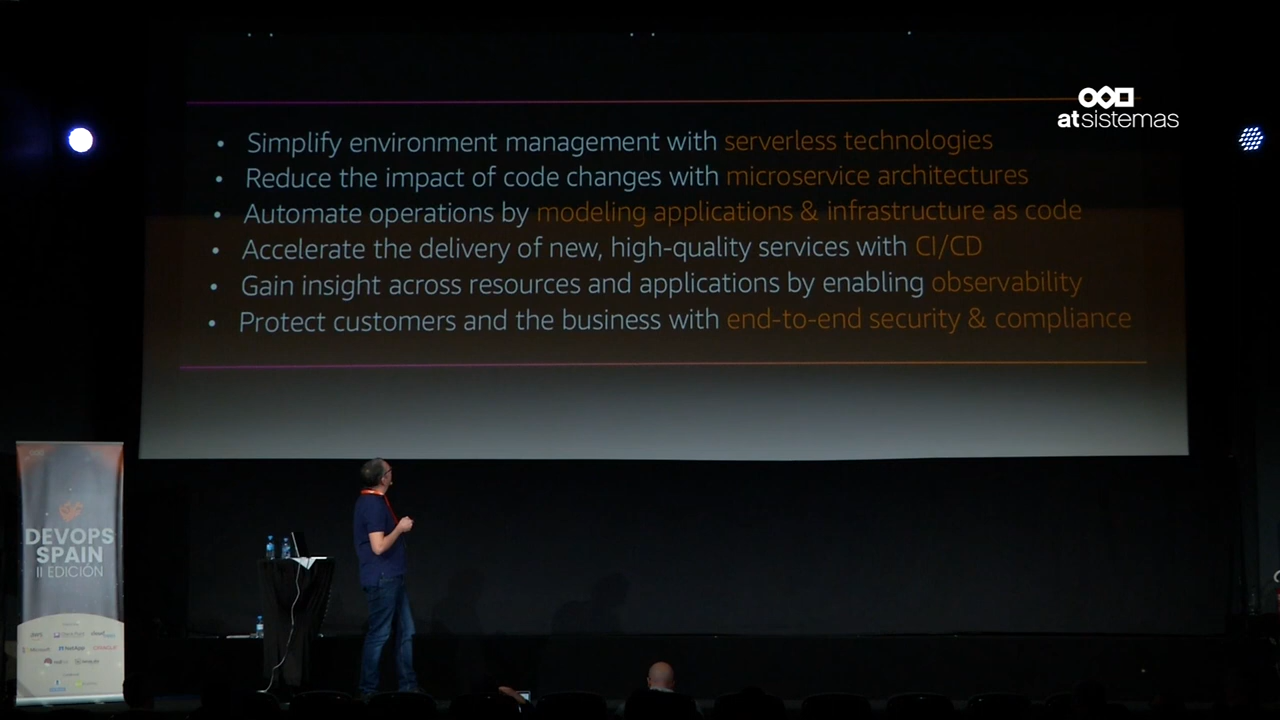 atsistemas
• Simplify environment management with serverless technologies
• Reduce the impact of code changes with microservice architectures
• Automate operations by modeling applications & infrastructure as code
• Accelerate the delivery of new, high-quality services with CI/CD
• Gain insight across resources and applications by enabling observability
• Protect customers and the business with end-to-end security & compliance
DEVOPS
SPAIN
II EDICIÓN
Microsoft
NetApp